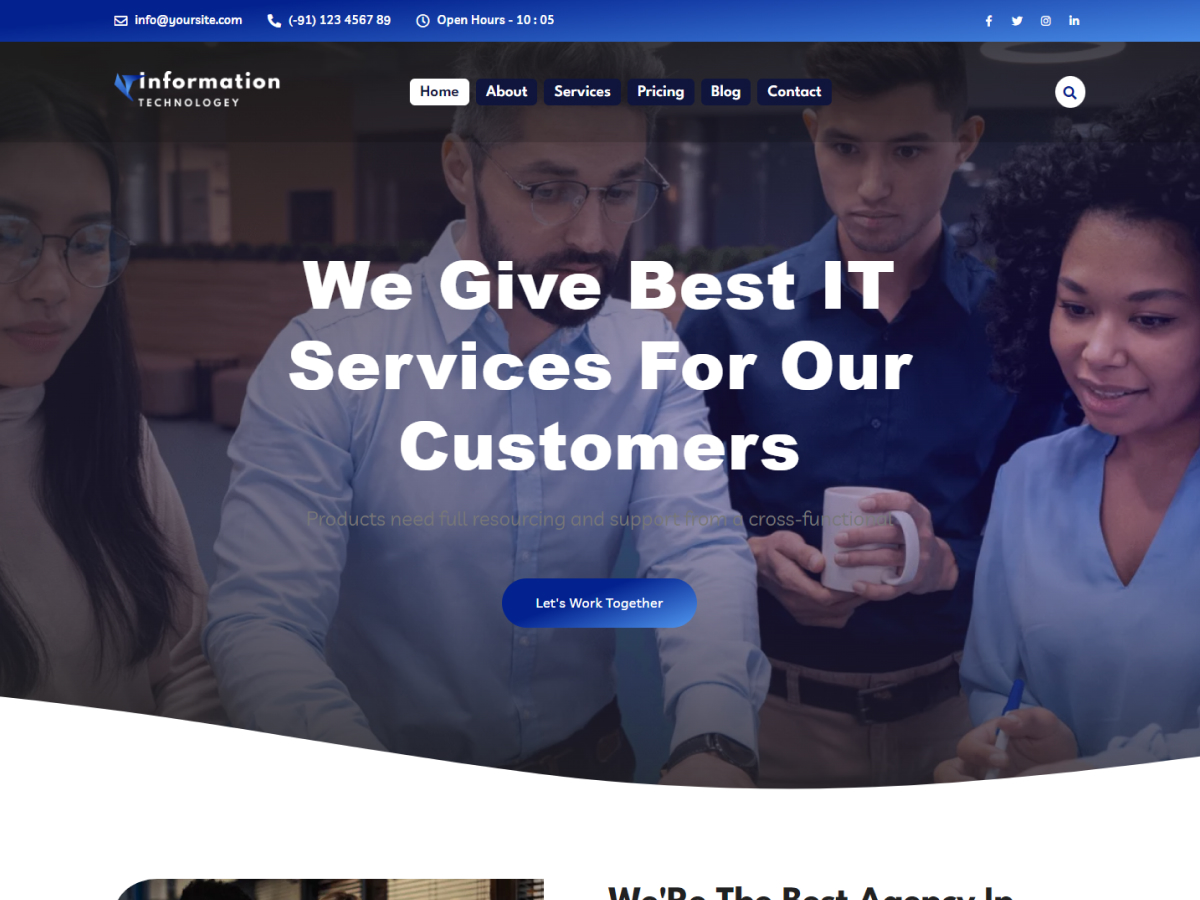 info@yoursite.com (-91) 123 4567 89 Open Hours - 10 : 05
information
TECHNOLOGEY
Home About Services Pricing Blog Contact
We Give Best IT
Services For Our
Customers
Products need full resourcing and support from a cross-functional
Let's Work Together
We'Re The Best Agency In